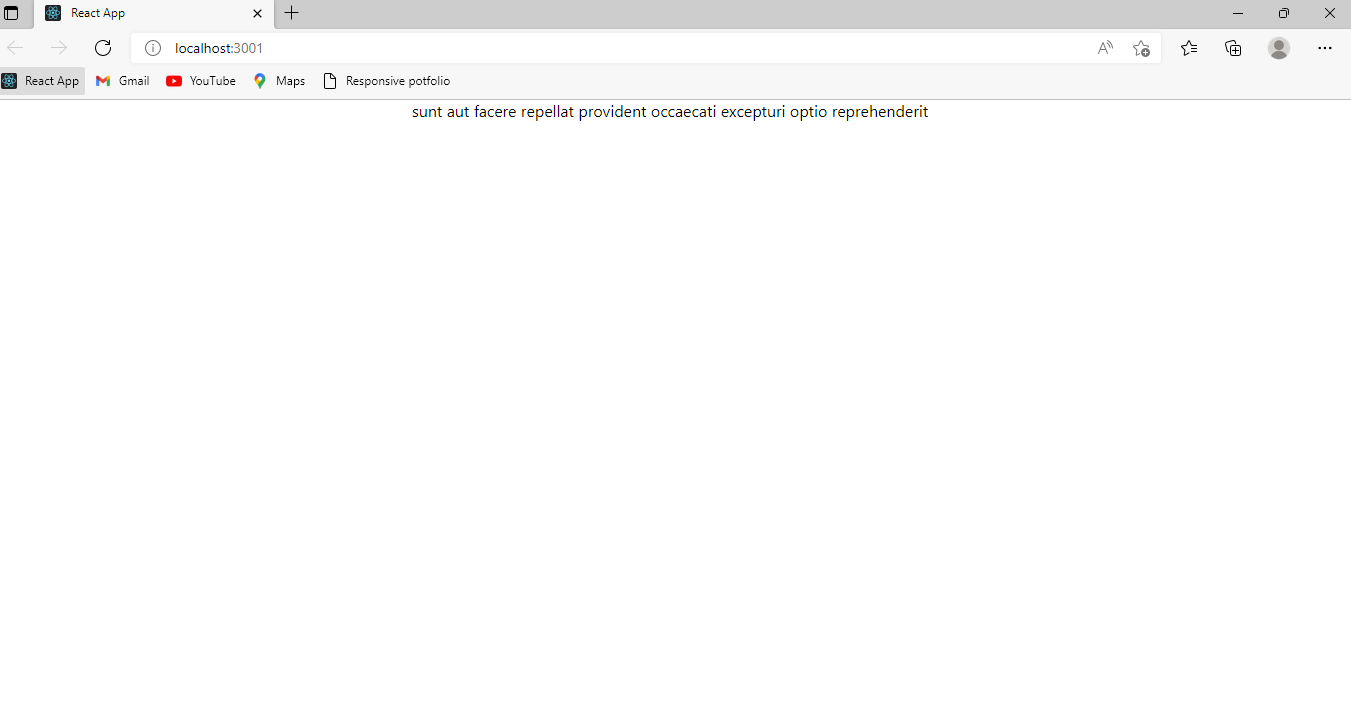 React App
localhost:3001
React App Gmail YouTube Maps Responsive potfolio
sunt aut facere repellat provident occaecati excepturi optio reprehenderit